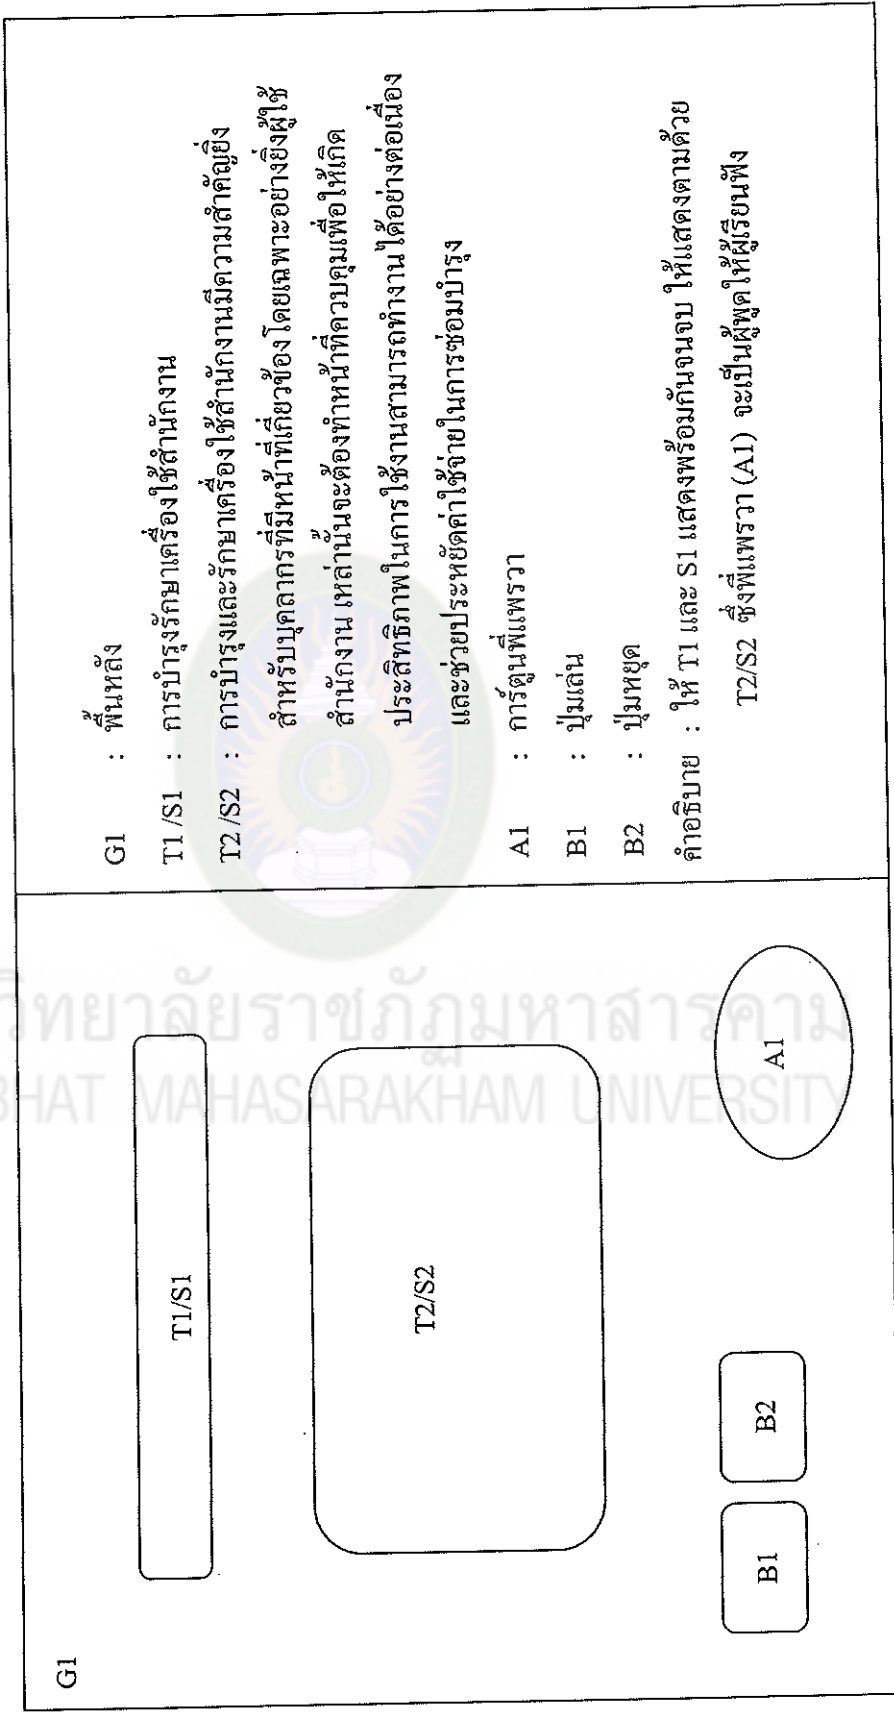 G1
T1/S1
T2/S2
B1
B2
A1
G1 : พื้นหลัง
T1 /S1 : การบำรุงรักษาเครื่องใช้สำนักงาน
T2 /S2 : การบำรุงและรักษาเครื่องใช้สำนักงานมีความสำคัญยิ่ง
สำหรับบุคลากรที่มีหน้าที่เกี่ยวข้อง โดยเฉพาะอย่างยิ่งผู้ใช้
สำนักงาน เหล่านั้นจะต้องทำหน้าที่ควบคุมเพื่อให้เกิด
ประสิทธิภาพในการใช้งานสามารถทำงานได้อย่างต่อเนื่อง
และช่วยประหยัดค่าใช้จ่ายในการซ่อมบำรุง
A1 : การ์ตูนพี่แพรวา
B1 : ปุ่มเล่น
B2 : ปุ่มหยุด
คำอธิบาย : ให้ T1 และ S1 แสดงพร้อมกันจนจบ ให้แสดงตามด้วย
T2/S2 ซึ่งพี่แพรวา (A1) จะเป็นผู้พูดให้ผู้เรียนฟัง
วิทยาลัยราชภัฏมหาสารคาม
BHAT MAHASARAKHAM UNIVERSITY